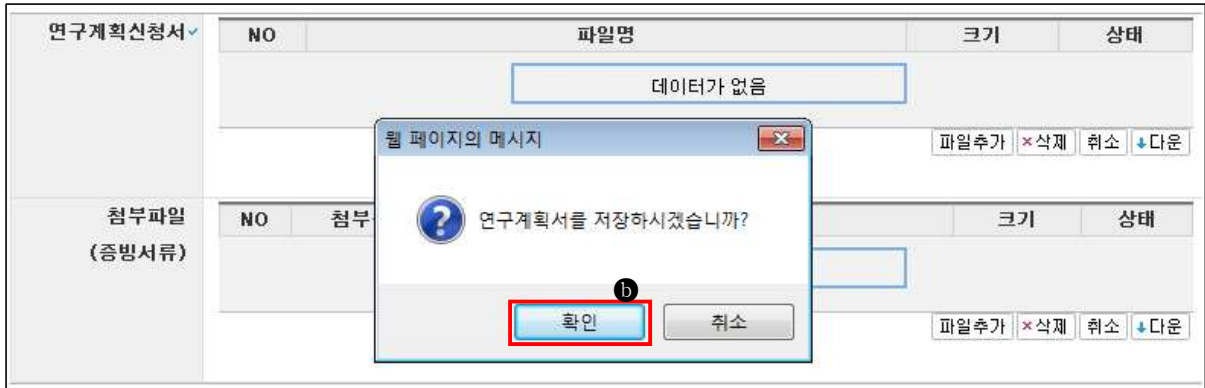 연구계획신청서
NO 파일명 크기 상태
데이터가 없음
파일추가 ×삭제 취소 ↓다운
웹 페이지의 메시지
연구계획서를 저장하시겠습니까?
ⓑ
확인 취소
첨부파일
(증빙서류)
NO 첨부 크기 상태
파일추가 ×삭제 취소 ↓다운